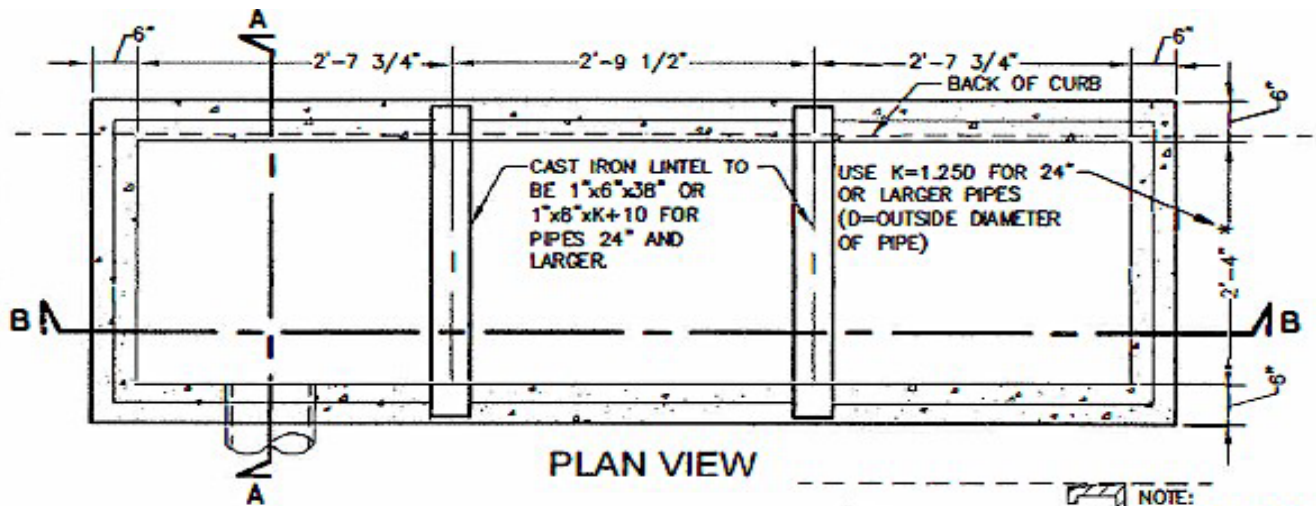 A
6"
2'-7 3/4"
2'-9 1/2"
2'-7 3/4"
6"
BACK OF CURB
6"
CAST IRON LINTEL TO
BE 1"x6"x38" OR
1"x8"xK+10 FOR
PIPES 24" AND
LARGER.
USE K=1.25D FOR 24"
OR LARGER PIPES
(D=OUTSIDE DIAMETER
OF PIPE)
*
2'-4"
B
B
6"
PLAN VIEW
A
NOTE: